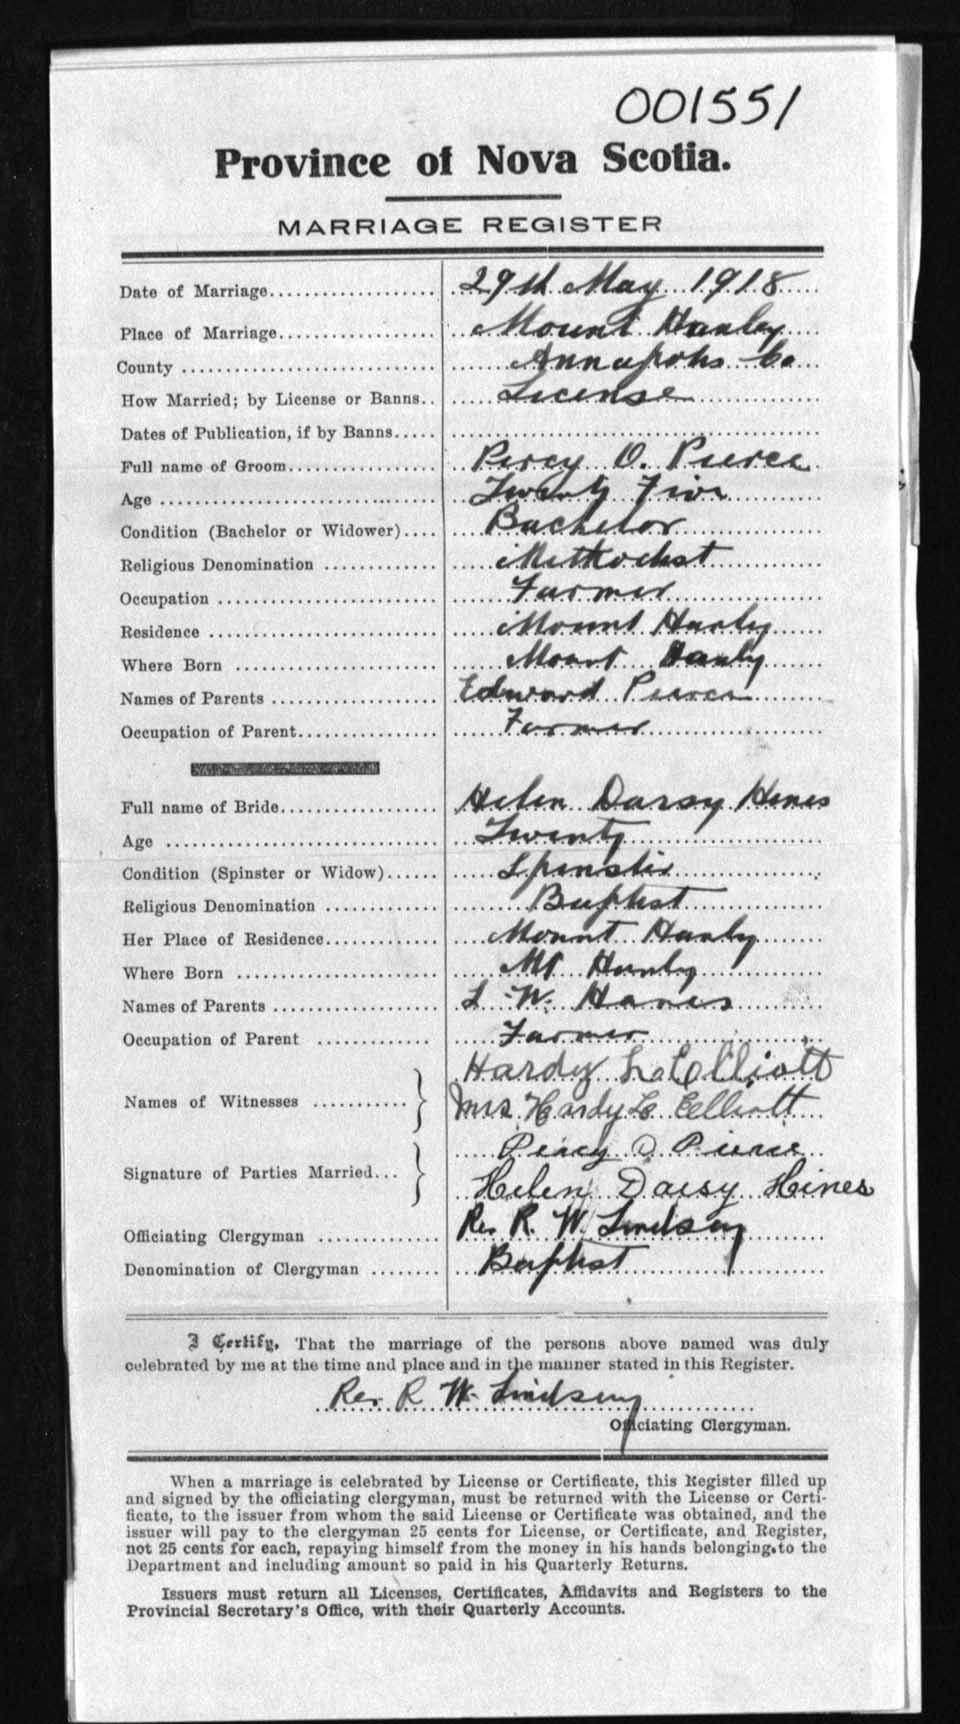 001551
Province of Nova Scotia.
MARRIAGE REGISTER
Date of Marriage 29th May 1918
Place of Marriage Mount Hanley
County Annapolis Co
How Married; by License or Banns License
Dates of Publication, if by Banns
Full name of Groom Percy O. Pierce
Age Twenty Five
Condition (Bachelor or Widower) Bachelor
Religious Denomination Methodist
Occupation Farmer
Residence Mount Hanly
Where Born Mount Hanly
Names of Parents Edward Pearce
Occupation of Parent Farmer
Full name of Bride Helen Darsy Hines
Age Twenty
Condition (Spinster or Widow) Spinster
Religious Denomination Baptist
Her Place of Residence Mount Hanly
Where Born Mt Hanly
Names of Parents W. Hanes
Occupation of Parent Farmer
Hardy L. Elliott
Names of Witnesses
Mrs Hardy L Elliott
Percy O Pierce
Signature of Parties Married
Helen Daisy Hines
Officiating Clergyman Rev R. W. Lindsay
Denomination of Clergyman Baptist
I Certify, That the marriage of the persons above named was duly
celebrated by me at the time and place and in the manner stated in this Register.
Rev R W. Lindsay
Officiating Clergyman.
When a marriage is celebrated by License or Certificate, this Register filled up
and signed by the officiating clergyman, must be returned with the License or Certi-
ficate, to the issuer from whom the said License or Certificate was obtained, and the
issuer will pay to the clergyman 25 cents for License, or Certificate, and Register,
not 25 cents for each, repaying himself from the money in his hands belonging to the
Department and including amount so paid in his Quarterly Returns.
Issuers must return all Licenses, Certificates, Affidavits and Registers to the
Provincial Secretary's Office, with their Quarterly Accounts.